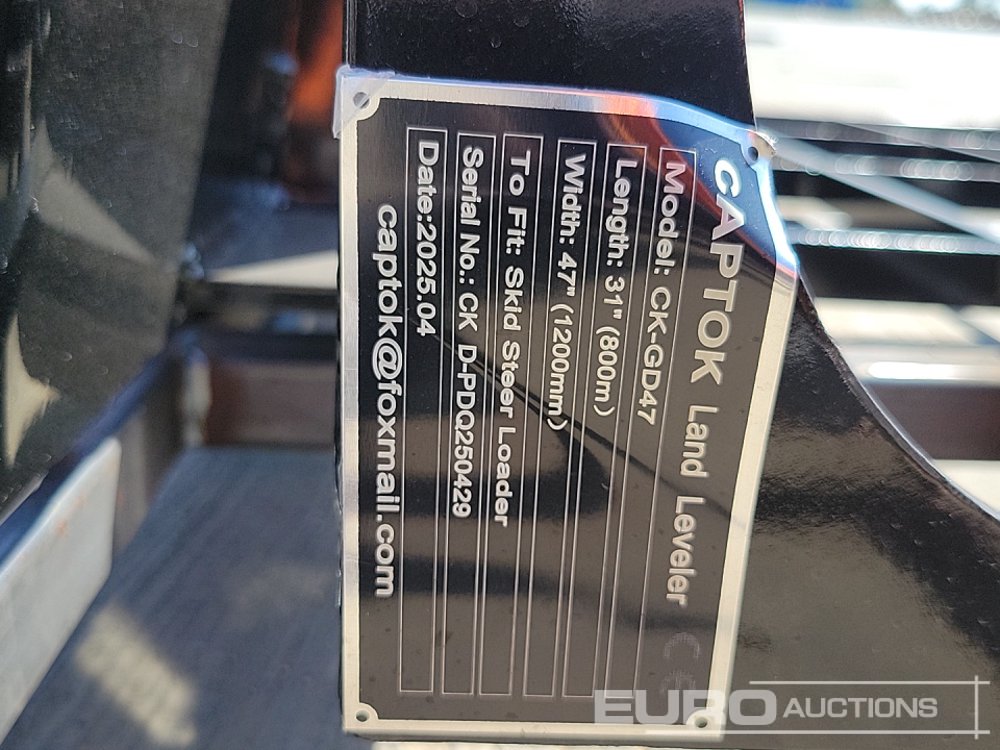 CAPTOK Land Leveler CE
Model: CK-GD47
Length: 31" (800m)
Width: 47" (1200mm)
To Fit: Skid Steer Loader
Serial No.: CK D-PDQ250429
Date:2025.04
captok@foxmail.com
EURO AUCTIONS